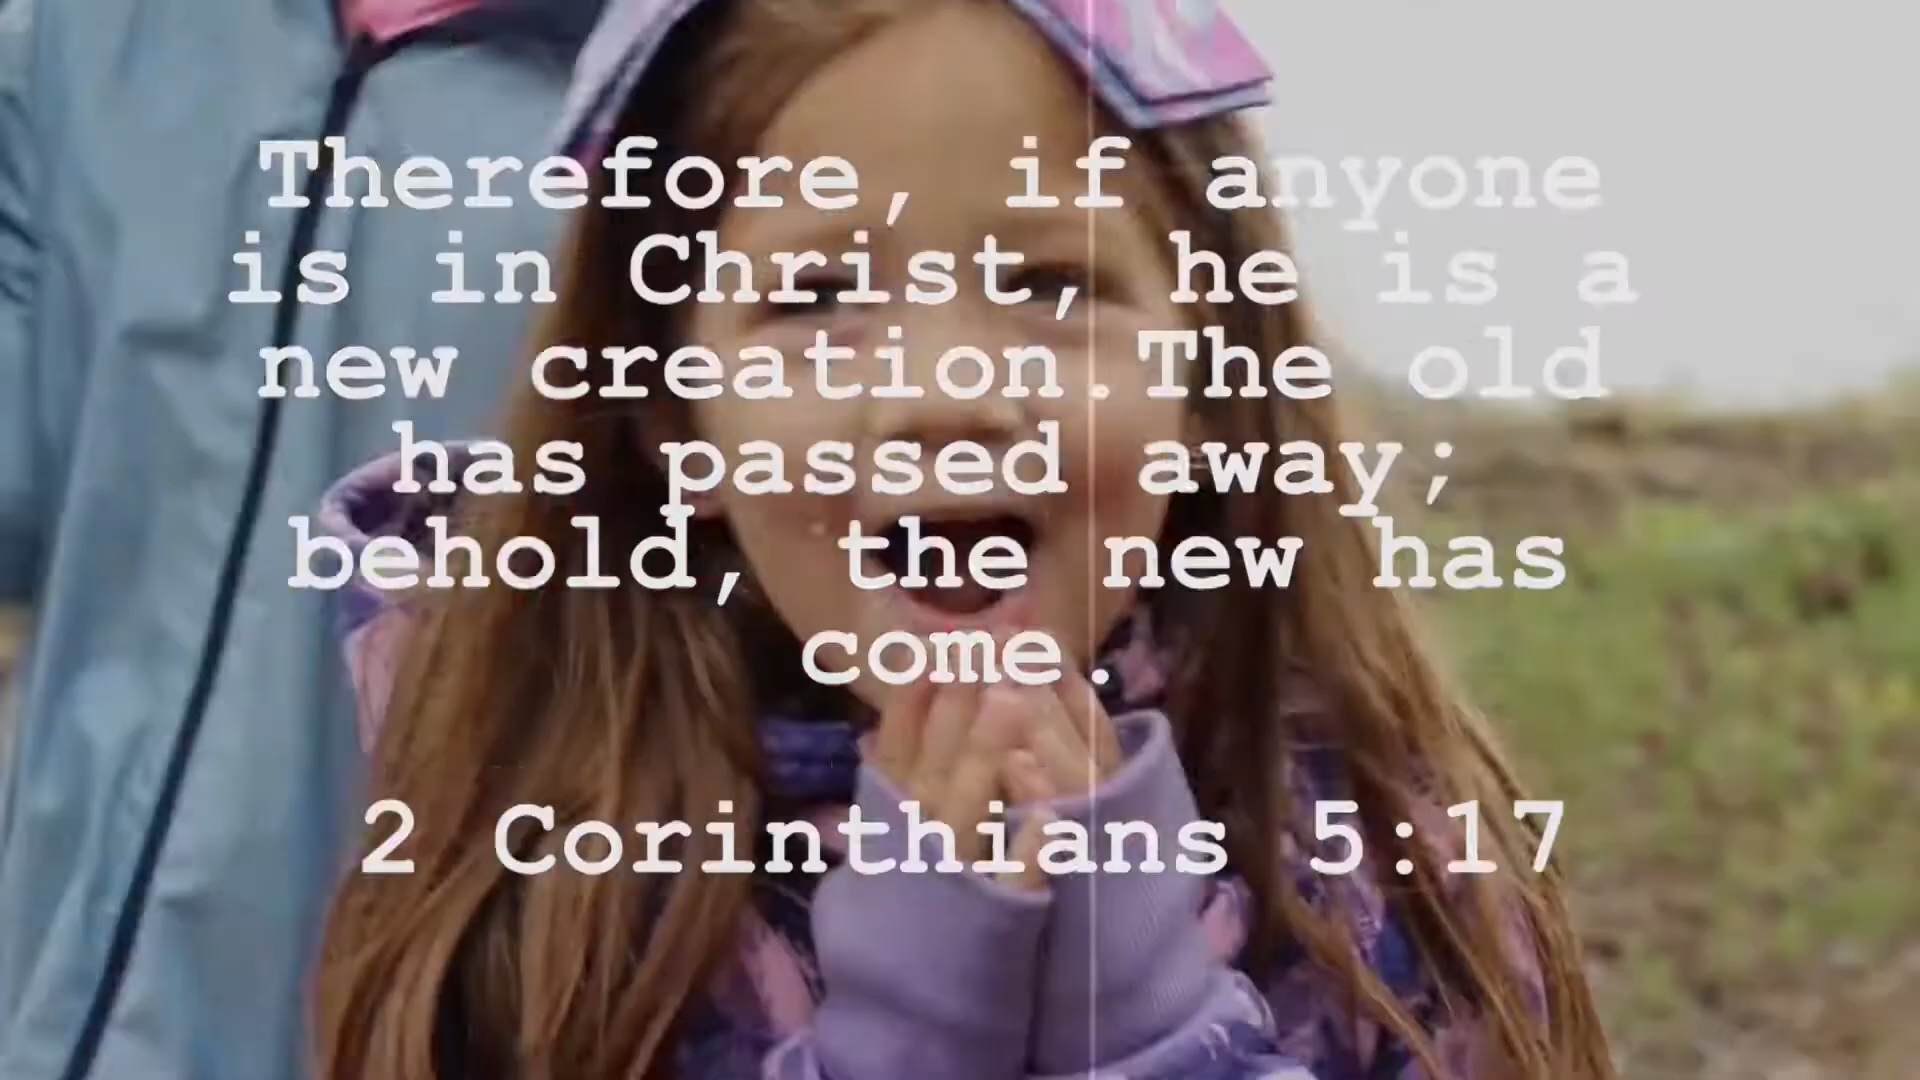 Therefore, if anyone
is in Christ, he is a
new creation.The old
has passed away;
behold, the new has
come.
2 Corinthians 5:17